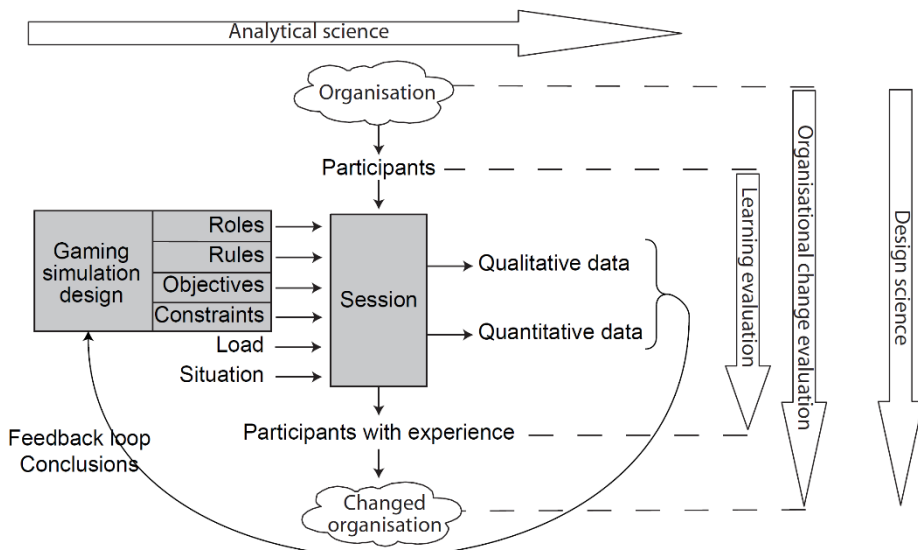 Analytical science
Organisation
Participants
Gaming
simulation
design
Roles
Rules
Objectives
Constraints
Load
Situation
Session
Qualitative data
Quantitative data
Participants with experience
Changed
organisation
Feedback loop
Conclusions
Learning evaluation
Organisational change evaluation
Design science